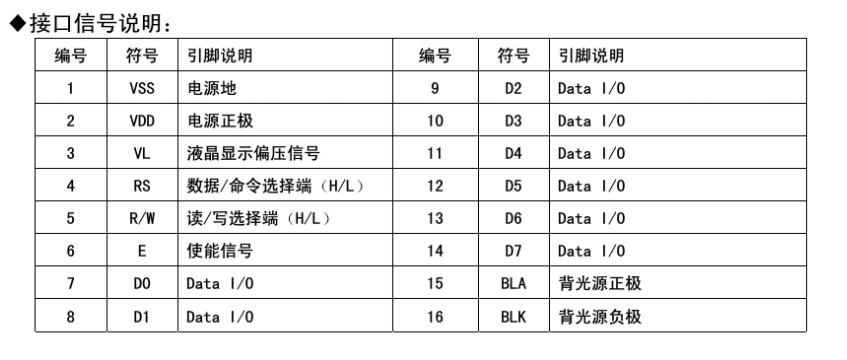 ◆接口信号说明：
编号 符号 引脚说明 编号 符号 引脚说明
1 VSS 电源地 9 D2 Data I/O
2 VDD 电源正极 10 D3 Data I/O
3 VL 液晶显示偏压信号 11 D4 Data I/O
4 RS 数据/命令选择端（H/L） 12 D5 Data I/O
5 R/W 读/写选择端（H/L） 13 D6 Data I/O
6 E 使能信号 14 D7 Data I/O
7 D0 Data I/O 15 BLA 背光源正极
8 D1 Data I/O 16 BLK 背光源负极